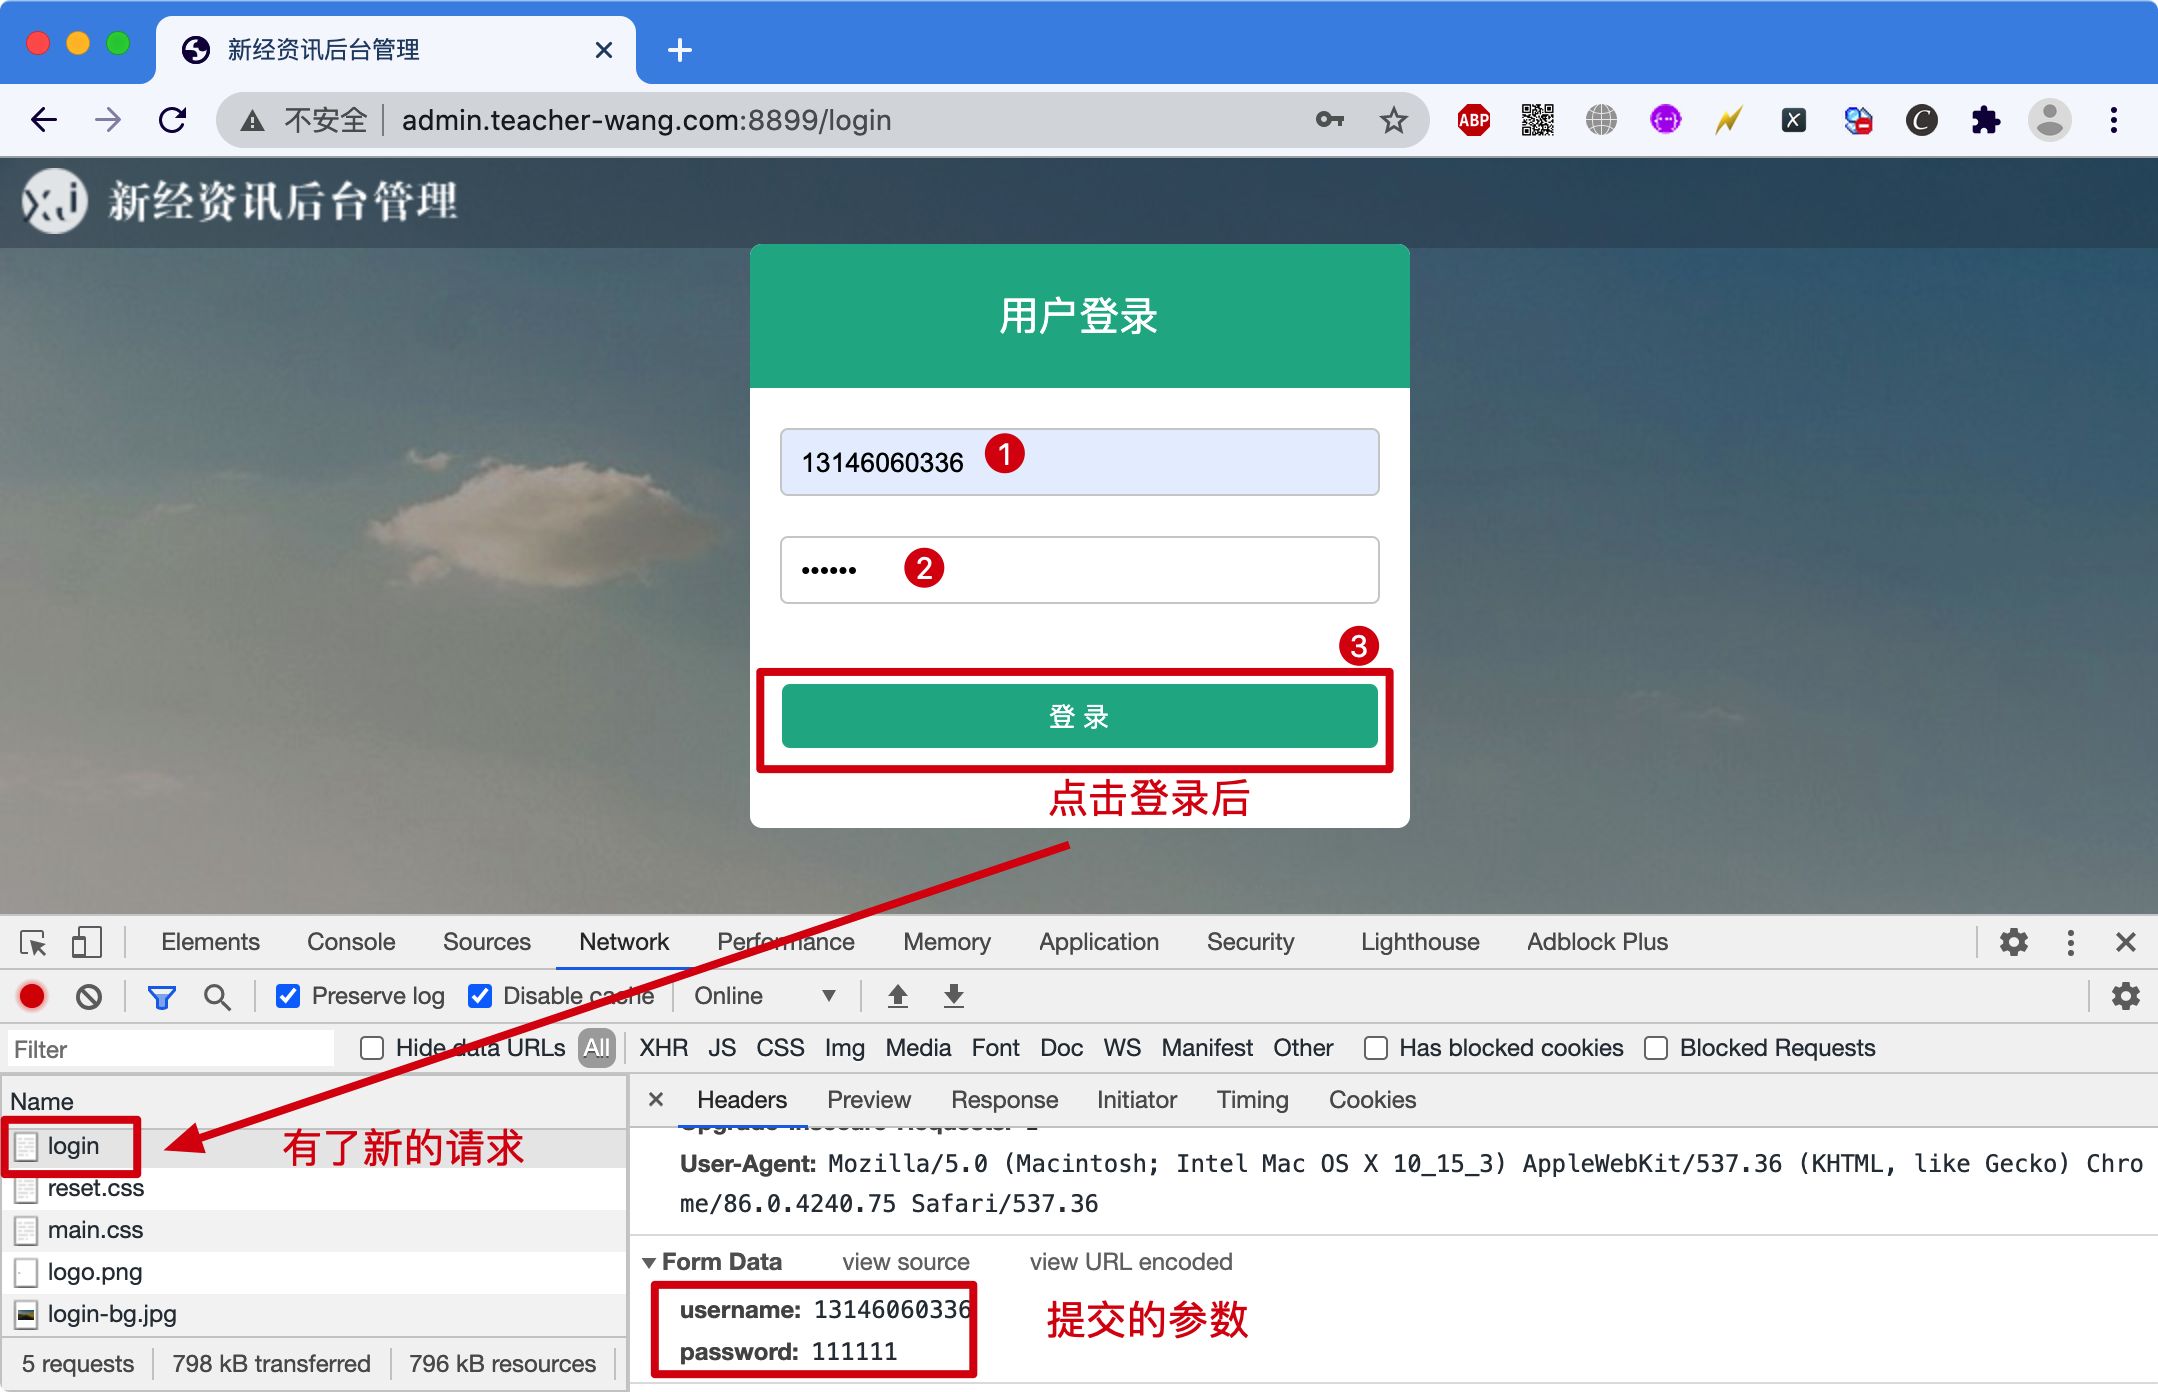 新经资讯后台管理
不安全 admin.teacher-wang.com:8899/login
ABP
新经资讯后台管理
用户登录
13146060336 1
•••••• 2
3
登 录
点击登录后
Elements Console Sources Network Performance Memory Application Security Lighthouse Adblock Plus
Preserve log Disable cache Online
Filter Hide data URLs All XHR JS CSS Img Media Font Doc WS Manifest Other Has blocked cookies Blocked Requests
Name
login 有了新的请求
reset.css
main.css
logo.png
login-bg.jpg
5 requests 798 kB transferred 796 kB resources
Headers Preview Response Initiator Timing Cookies
Upgrade-Insecure-Requests: 1
User-Agent: Mozilla/5.0 (Macintosh; Intel Mac OS X 10_15_3) AppleWebKit/537.36 (KHTML, like Gecko) Chro
me/86.0.4240.75 Safari/537.36
Form Data view source view URL encoded
username: 13146060336
password: 111111
提交的参数